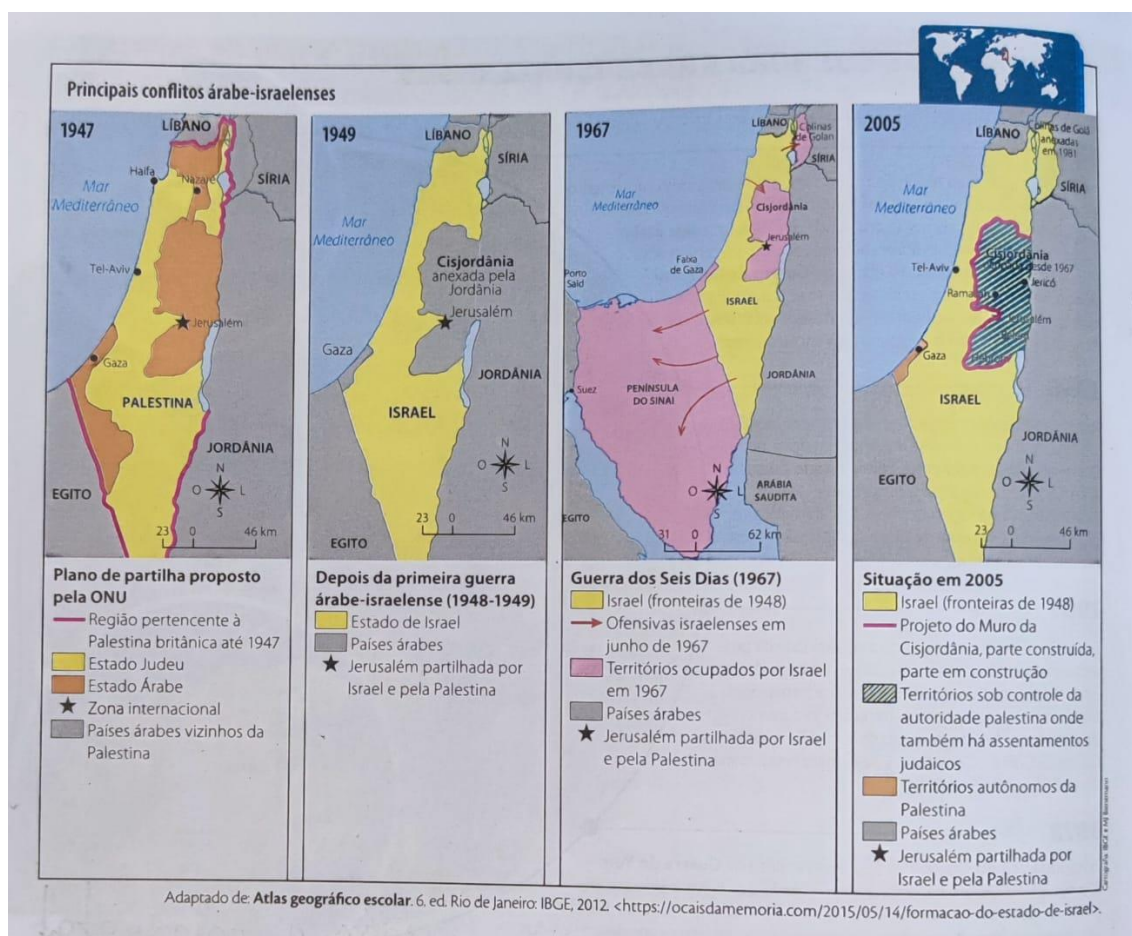 Principais conflitos árabe-israelenses
1947
LÍBANO
Haifa
Nazaré
SÍRIA
Mar
Mediterrâneo
Tel-Aviv
Jerusalém
Gaza
PALESTINA
JORDÂNIA
EGITO
N
O
L
S
23 0 46 km
Plano de partilha proposto
pela ONU
Região pertencente à
Palestina britânica até 1947
Estado Judeu
Estado Árabe
Zona internacional
Países árabes vizinhos da
Palestina
1949
LÍBANO
SÍRIA
Mar
Mediterrâneo
Cisjordânia
anexada pela
Jordânia
Jerusalém
Gaza
JORDÂNIA
ISRAEL
N
O
L
S
EGITO
23 0 46 km
Depois da primeira guerra
árabe-israelense (1948-1949)
Estado de Israel
Países árabes
Jerusalém partilhada por
Israel e pela Palestina
1967
LÍBANO
Colinas
de Golan
SÍRIA
Mar
Mediterrâneo
Cisjordânia
Jerusalém
Faixa
de Gaza
Porto
Said
ISRAEL
Suez
PENÍNSULA
DO SINAI
JORDÂNIA
N
O
L
S
ARÁBIA
SAUDITA
EGITO
31 0 62 km
Guerra dos Seis Dias (1967)
Israel (fronteiras de 1948)
Ofensivas israelenses em
junho de 1967
Territórios ocupados por Israel
em 1967
Países árabes
Jerusalém partilhada por Israel
e pela Palestina
2005
LÍBANO
de Golã
anexadas
em 1981
SÍRIA
Mar
Mediterrâneo
Cisjordânia
desde 1967
Tel-Aviv
Jericó
Gaza
ISRAEL
JORDÂNIA
N
O
L
S
EGITO
23 0 46 km
Situação em 2005
Israel (fronteiras de 1948)
Projeto do Muro da
Cisjordânia, parte construída,
parte em construção
Territórios sob controle da
autoridade palestina onde
também há assentamentos
judaicos
Territórios autônomos da
Palestina
Países árabes
Jerusalém partilhada por
Israel e pela Palestina
Adaptado de: Atlas geográfico escolar. 6. ed. Rio de Janeiro: IBGE, 2012. <https://ocaisdamemoria.com/2015/05/14/formacao-do-estado-de-israel>.